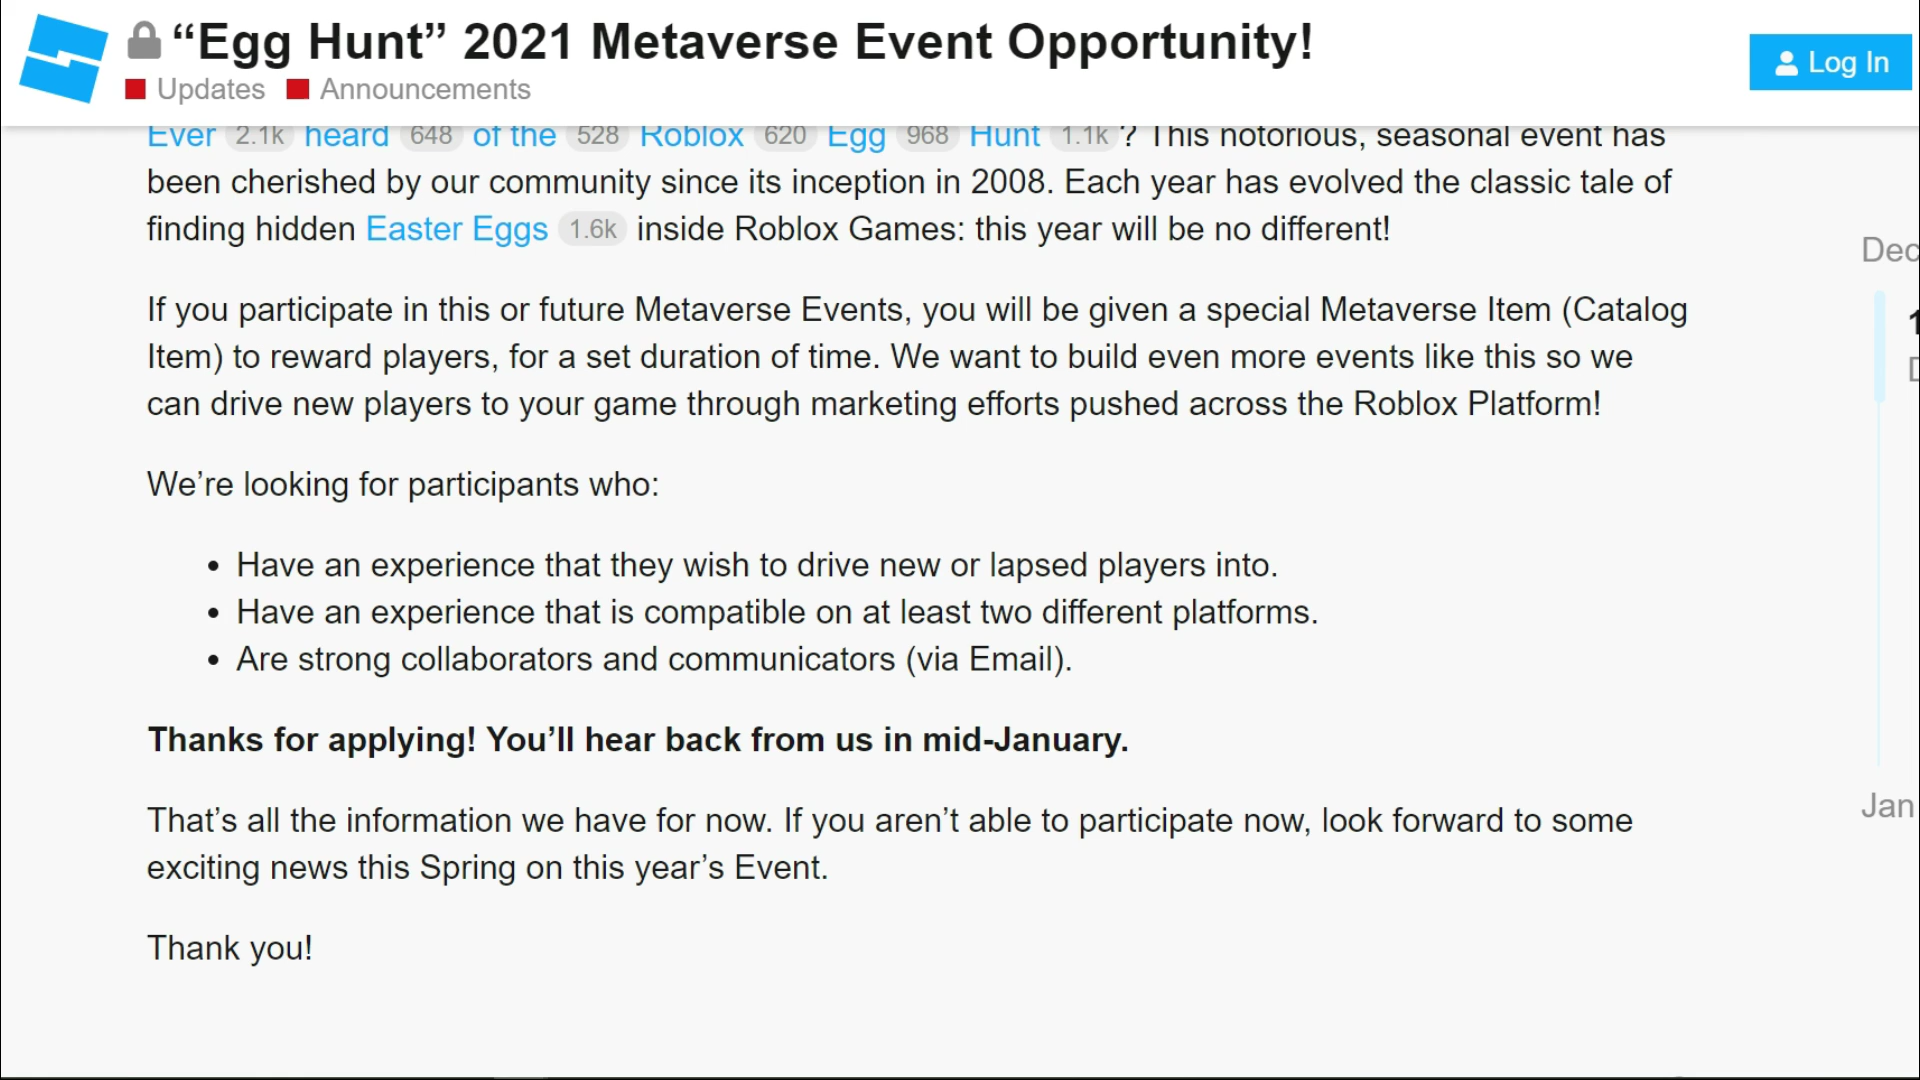 “Egg Hunt” 2021 Metaverse Event Opportunity!
Log In
Updates Announcements
Ever 2.1k heard 648 of the 528 Roblox 620 Egg 968 Hunt 1.1k ? This notorious, seasonal event has
been cherished by our community since its inception in 2008. Each year has evolved the classic tale of
finding hidden Easter Eggs 1.6k inside Roblox Games: this year will be no different!
Dec
If you participate in this or future Metaverse Events, you will be given a special Metaverse Item (Catalog
Item) to reward players, for a set duration of time. We want to build even more events like this so we
can drive new players to your game through marketing efforts pushed across the Roblox Platform!
We’re looking for participants who:
• Have an experience that they wish to drive new or lapsed players into.
• Have an experience that is compatible on at least two different platforms.
• Are strong collaborators and communicators (via Email).
Thanks for applying! You’ll hear back from us in mid-January.
Jan
That’s all the information we have for now. If you aren’t able to participate now, look forward to some
exciting news this Spring on this year’s Event.
Thank you!